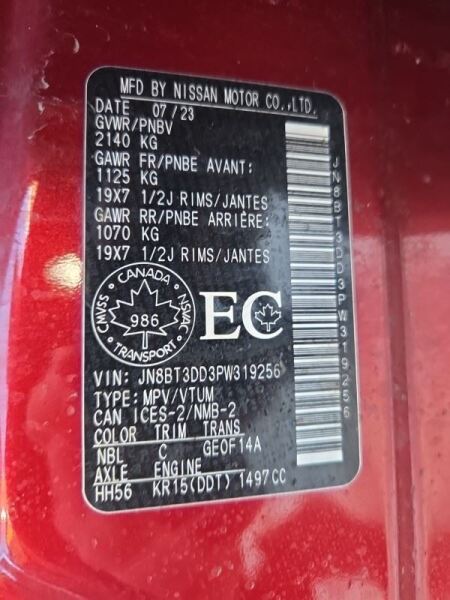 MFD BY NISSAN MOTOR CO.,LTD.
DATE 07/23
GVWR/PNBV
2140 KG
GAWR FR/PNBE AVANT:
1125 KG
19X7 1/2J RIMS/JANTES
GAWR RR/PNBE ARRIÈRE:
1070 KG
19X7 1/2J RIMS/JANTES
CANADA
CMVSS NSVAC
986
TRANSPORT
EC
VIN: JN8BT3DD3PW319256
TYPE: MPV/VTUM
CAN ICES-2/NMB-2
COLOR TRIM TRANS
NBL C GE0F14A
AXLE ENGINE
HH56 KR15(DDT) 1497CC
JN8BT3DD3PW319256